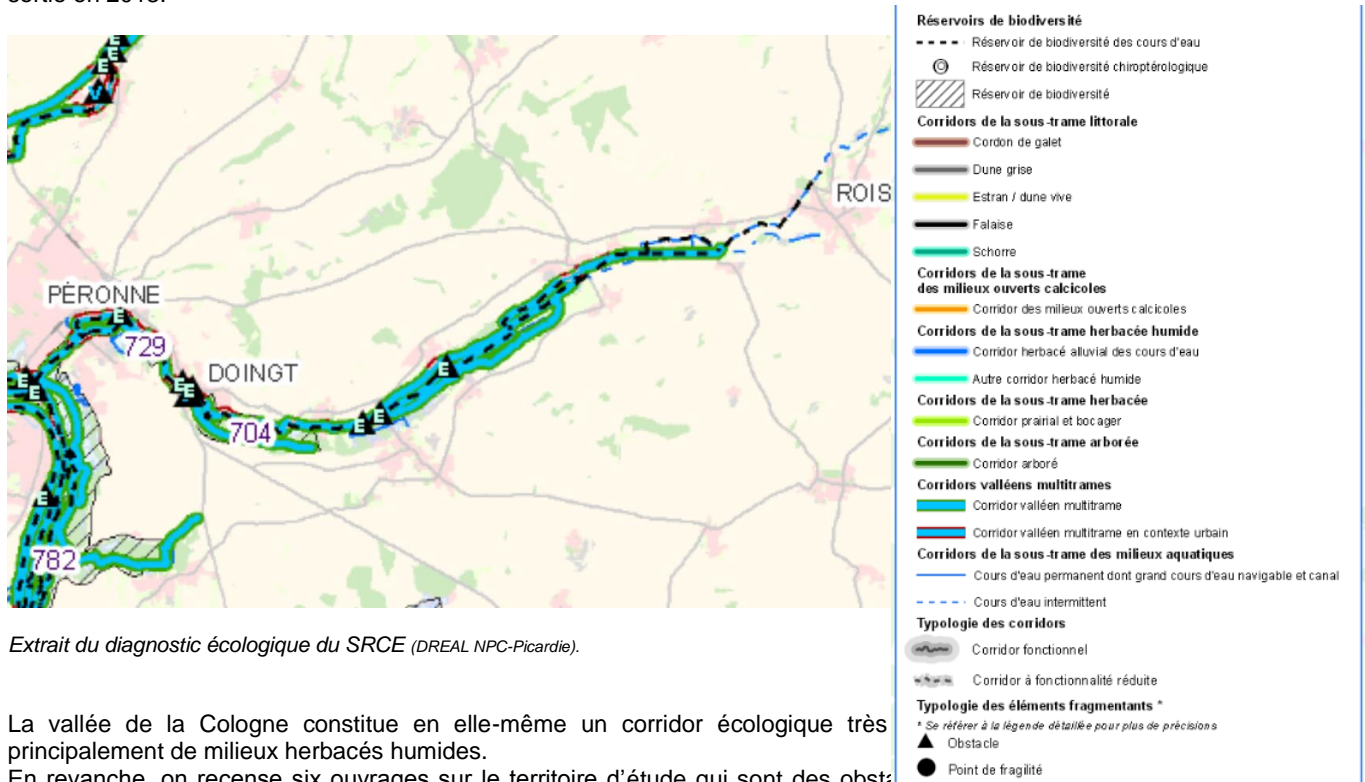 sortie en 2015.
PÉRONNE
729
DOINGT
704
782
ROIS
E
E
E
V
E
E
E
E
E
E
E
E
E
E
Extrait du diagnostic écologique du SRCE (DREAL NPC-Picardie).
La vallée de la Cologne constitue en elle-même un corridor écologique très
principalement de milieux herbacés humides.
En revanche, on recense six ouvrages sur le territoire d'étude qui sont des
Réservoirs de biodiversité
Réservoir de biodiversité des cours d'eau
Réservoir de biodiversité chiroptérologique
Réservoir de biodiversité
Corridors de la sous-trame littorale
Cordon de galet
Dune grise
Estran / dune vive
Falaise
Schorre
Corridors de la sous-trame
des milieux ouverts calcicoles
Corridor des milieux ouverts calcicoles
Corridors de la sous-trame herbacée humide
Corridor herbacé alluvial des cours d'eau
Autre corridor herbacé humide
Corridors de la sous-trame herbacée
Corridor prairial et bocager
Corridors de la sous-trame arborée
Corridor arboré
Corridors valléens multitrames
Corridor valléen multitrame
Corridor valléen multitrame en contexte urbain
Corridors de la sous-trame des milieux aquatiques
Cours d'eau permanent dont grand cours d'eau navigable et canal
Cours d'eau intermittent
Typologie des corridors
Corridor fonctionnel
Corridor à fonctionnalité réduite
Typologie des éléments fragmentants *
* Se référer à la légende détaillée pour plus de précisions
Obstacle
Point de fragilité